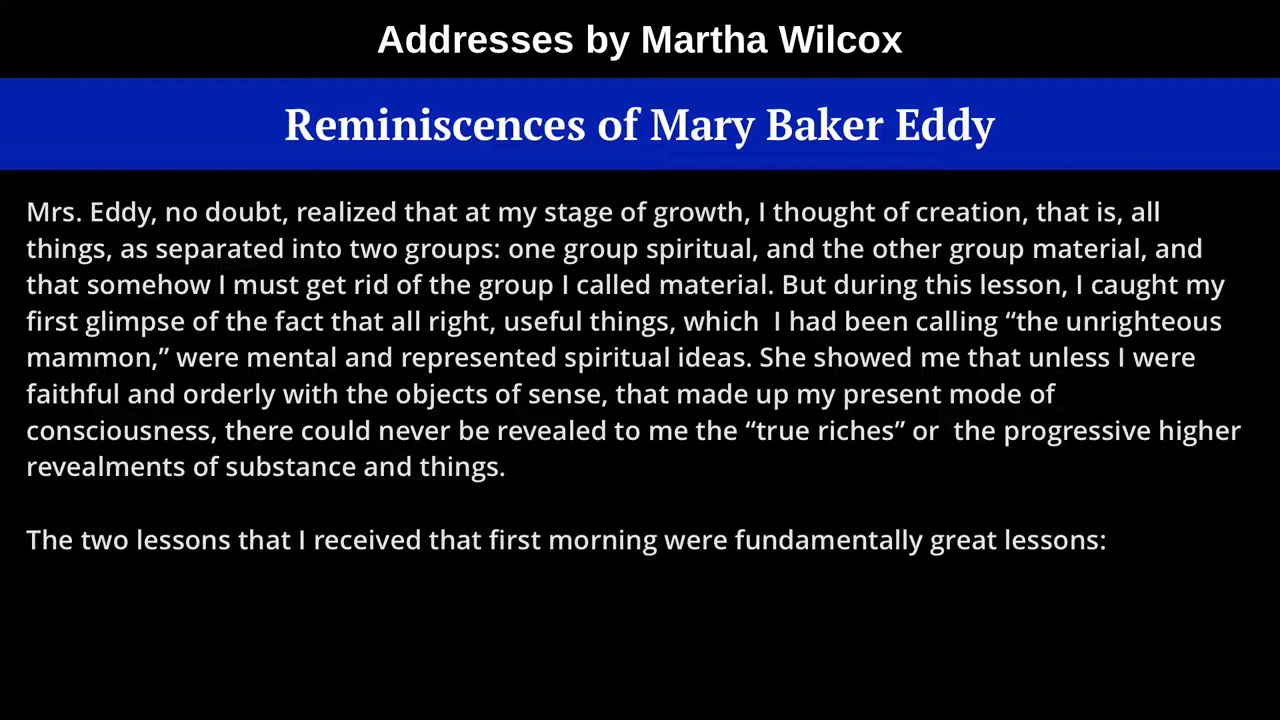 Addresses by Martha Wilcox
Reminiscences of Mary Baker Eddy
Mrs. Eddy, no doubt, realized that at my stage of growth, I thought of creation, that is, all
things, as separated into two groups: one group spiritual, and the other group material, and
that somehow I must get rid of the group I called material. But during this lesson, I caught my
first glimpse of the fact that all right, useful things, which  I had been calling “the unrighteous
mammon,” were mental and represented spiritual ideas. She showed me that unless I were
faithful and orderly with the objects of sense, that made up my present mode of
consciousness, there could never be revealed to me the “true riches” or  the progressive higher
revealments of substance and things.
The two lessons that I received that first morning were fundamentally great lessons: